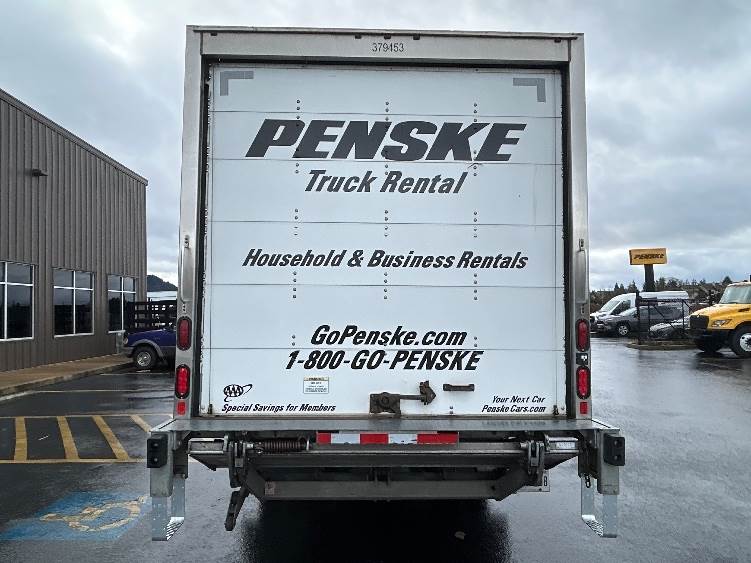 379453
PENSKE
Truck Rental
Household & Business Rentals
GoPenske.com
1-800-GO-PENSKE
AAA
Special Savings for Members
Your Next Car
PenskeCars.com
PENSKE